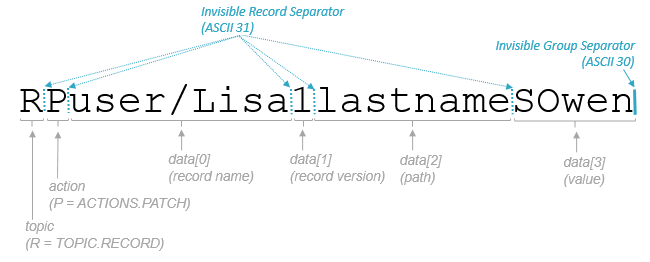 Invisible Record Separator
(ASCII 31)
Invisible Group Separator
(ASCII 30)
RPuser/Lisa1lastnameSOwen
data[0]
(record name)
data[1]
(record version)
data[2]
(path)
data[3]
(value)
action
(P = ACTIONS.PATCH)
topic
(R = TOPIC.RECORD)